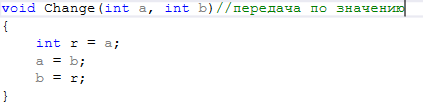 void Change(int a, int b)//передача по значению
{
int r = a;
a = b;
b = r;
}